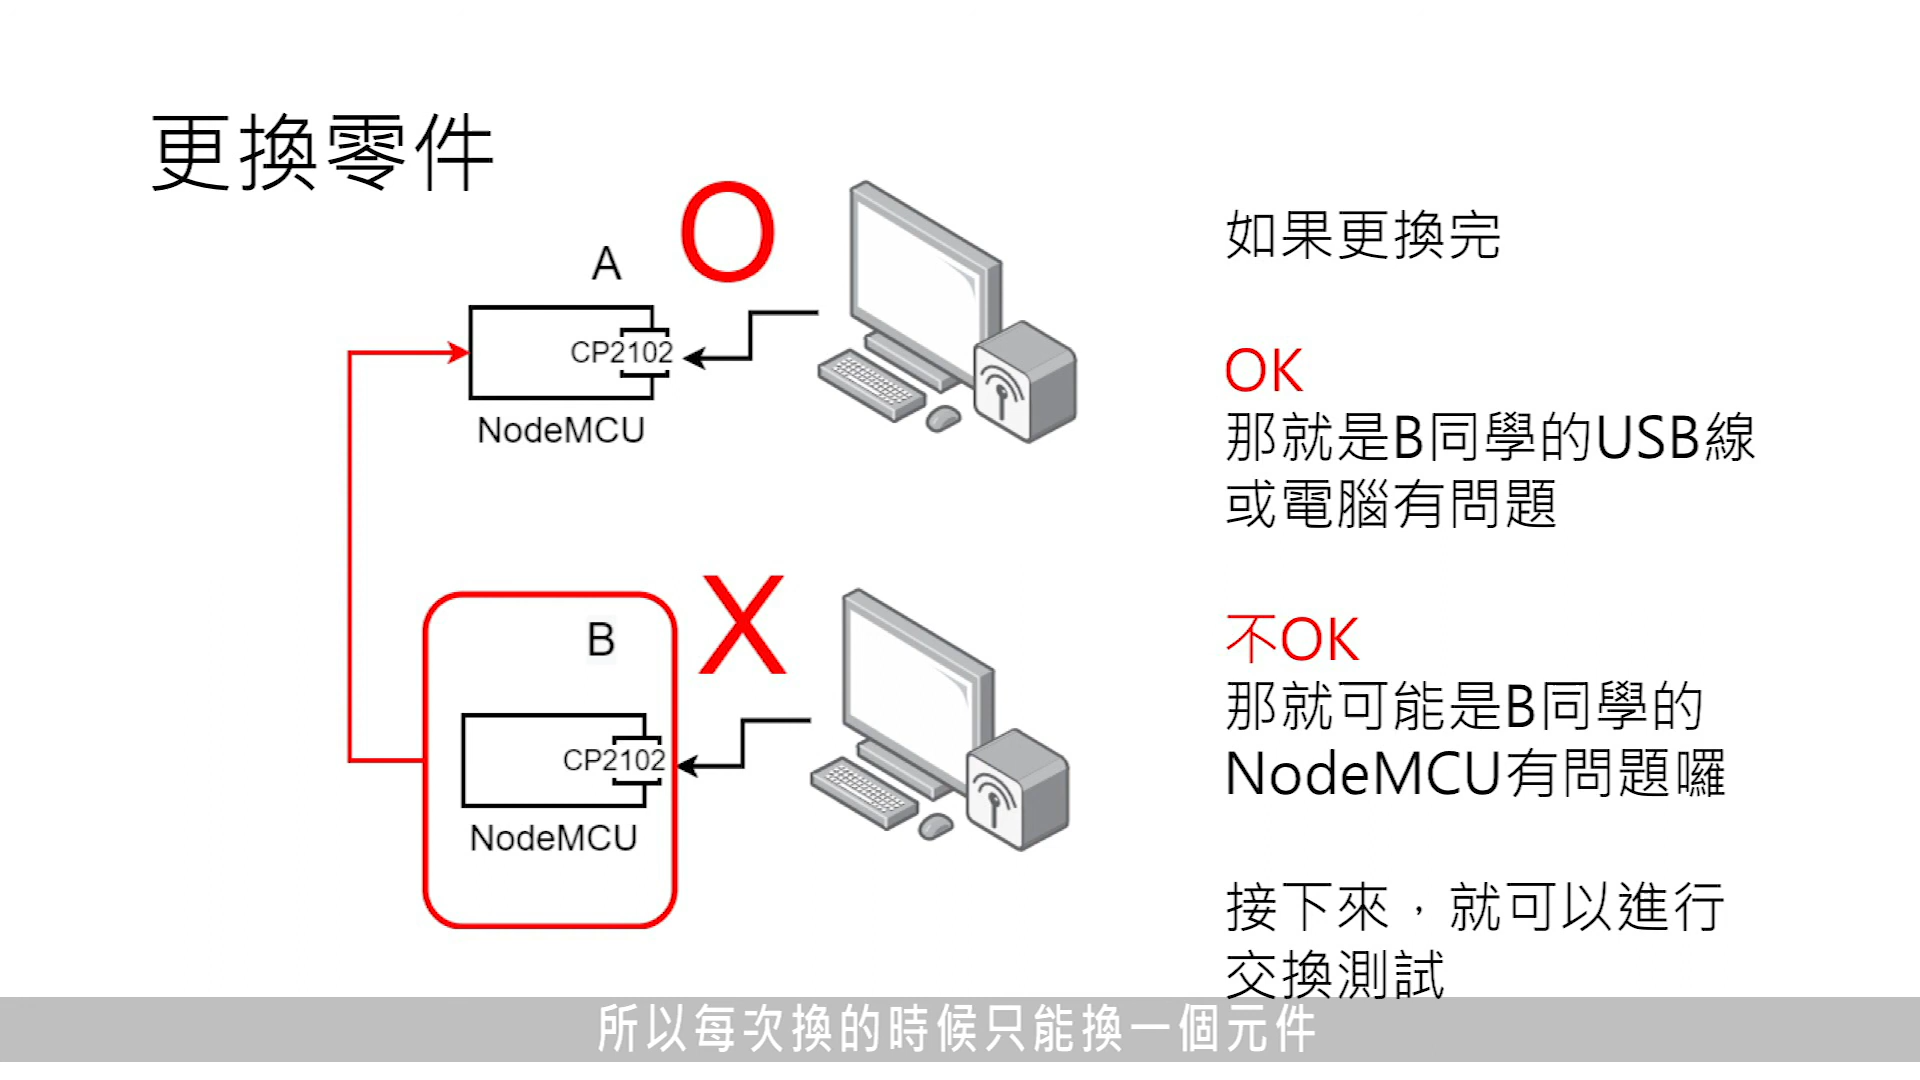 更換零件
O
A
CP2102
NodeMCU
X
B
CP2102
NodeMCU
如果更換完
OK
那就是B同學的USB線
或電腦有問題
不OK
那就可能是B同學的
NodeMCU有問題囉
接下來，就可以進行
交換測試
所以每次換的時候只能換一個元件